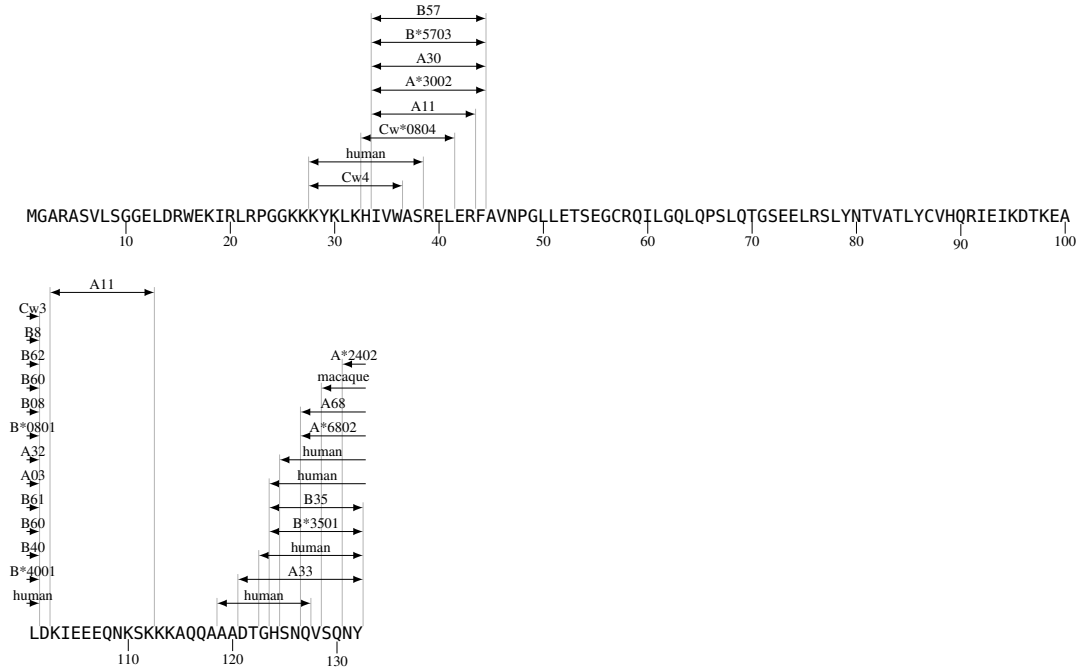 B57
B*5703
A30
A*3002
A11
Cw*0804
human
Cw4
MGARASVLSGGELDRWEKIRLRPGGKKKYKLKHIVWASRELERFAVNPGLLETSEGCRQILGQLQPSLQTGSEELRSLYNTVATLYCVHQRIEIKDTKEA
10 20 30 40 50 60 70 80 90 100
A11
Cw3
B8
B62 A*2402
B60 macaque
B08 A68
B*0801 A*6802
A32 human
A03 human
B61 B35
B60 B*3501
B40 human
B*4001 A33
human human
LDKIEEEQNKSKKKAQQAAADTGHSNQVSQNY
110 120 130